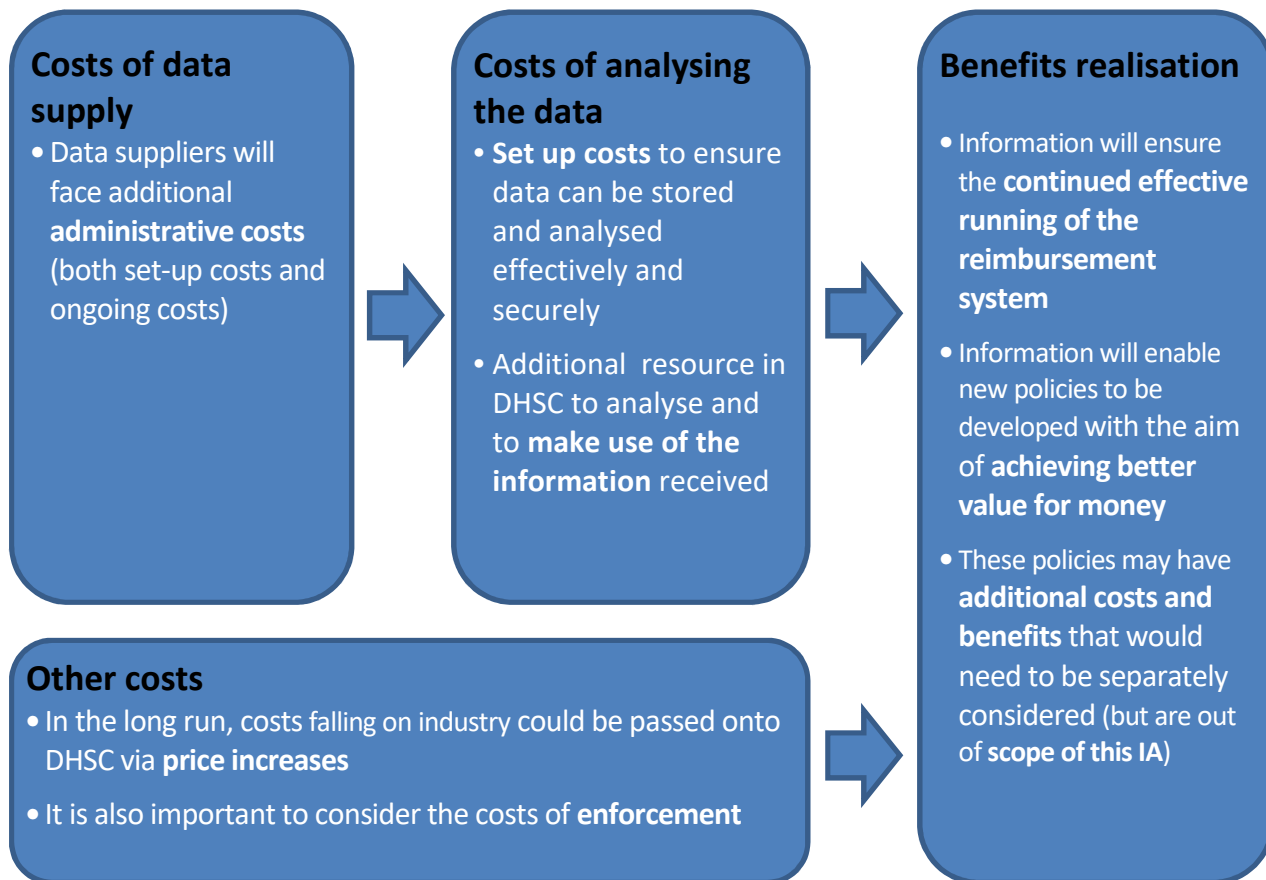 Costs of data
supply
• Data suppliers will
face additional
administrative costs
(both set-up costs and
ongoing costs)
Costs of analysing
the data
• Set up costs to ensure
data can be stored
and analysed
effectively and
securely
• Additional resource in
DHSC to analyse and
to make use of the
information received
Other costs
• In the long run, costs falling on industry could be passed onto
DHSC via price increases
• It is also important to consider the costs of enforcement
Benefits realisation
• Information will ensure
the continued effective
running of the
reimbursement
system
• Information will enable
new policies to be
developed with the aim
of achieving better
value for money
• These policies may have
additional costs and
benefits that would
need to be separately
considered (but are out
of scope of this IA)